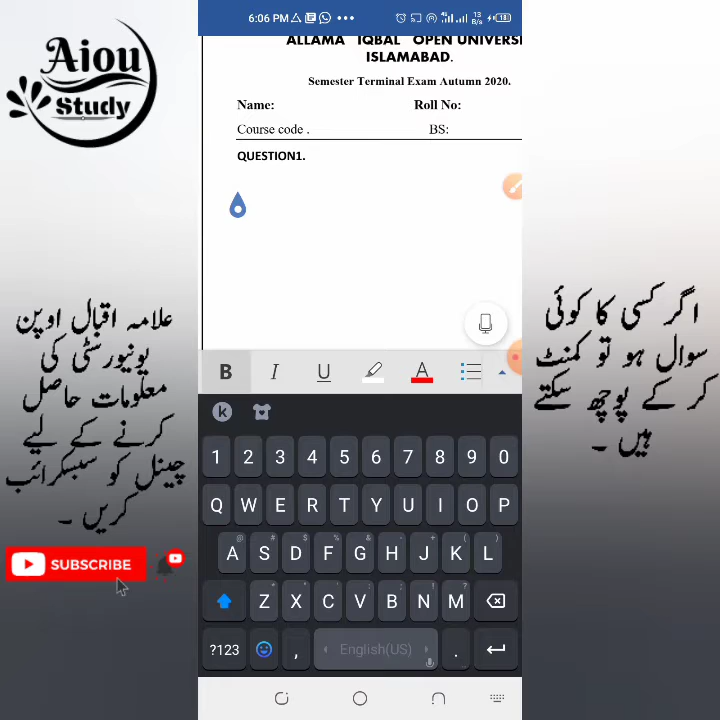 Aiou
Study
علامہ اقبال اوپن
یونیورسٹی کی
معلومات حاصل
کرنے کے لیے
چینل کو سبسکرائب
کریں ۔
SUBSCRIBE
6:06 PM
4G
13
B/s
18
ALLAMA IQBAL OPEN UNIVERSI
ISLAMABAD.
Semester Terminal Exam Autumn 2020.
Name: Roll No:
Course code . BS:
QUESTION1.
B I U A
k
1 2 3 4 5 6 7 8 9 0
Q W E R T Y U I O P
@ # $ % & - + ( )
A S D F G H J K L
* " ' : ; ! ?
Z X C V B N M
?123 , English(US) .
اگر کسی کا کوئی
سوال ہو تو کمنٹ
کر کے پوچھ سکتے
ہیں ۔